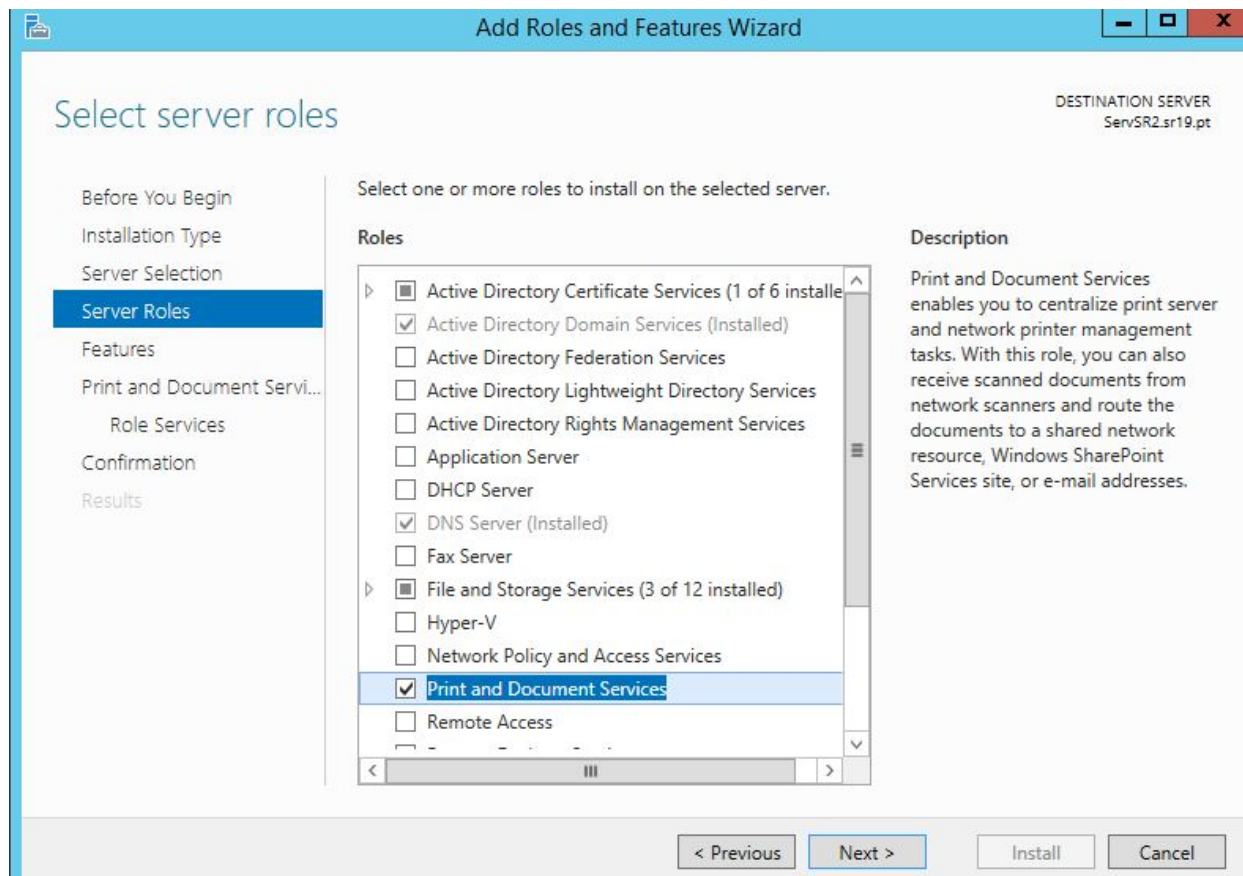 Add Roles and Features Wizard
Select server roles
DESTINATION SERVER
ServSR2.sr19.pt
Before You Begin
Installation Type
Server Selection
Server Roles
Features
Print and Document Servi...
Role Services
Confirmation
Results
Select one or more roles to install on the selected server.
Roles
Active Directory Certificate Services (1 of 6 installe
Active Directory Domain Services (Installed)
Active Directory Federation Services
Active Directory Lightweight Directory Services
Active Directory Rights Management Services
Application Server
DHCP Server
DNS Server (Installed)
Fax Server
File and Storage Services (3 of 12 installed)
Hyper-V
Network Policy and Access Services
Print and Document Services
Remote Access
Description
Print and Document Services
enables you to centralize print server
and network printer management
tasks. With this role, you can also
receive scanned documents from
network scanners and route the
documents to a shared network
resource, Windows SharePoint
Services site, or e-mail addresses.
< Previous
Next >
Install
Cancel